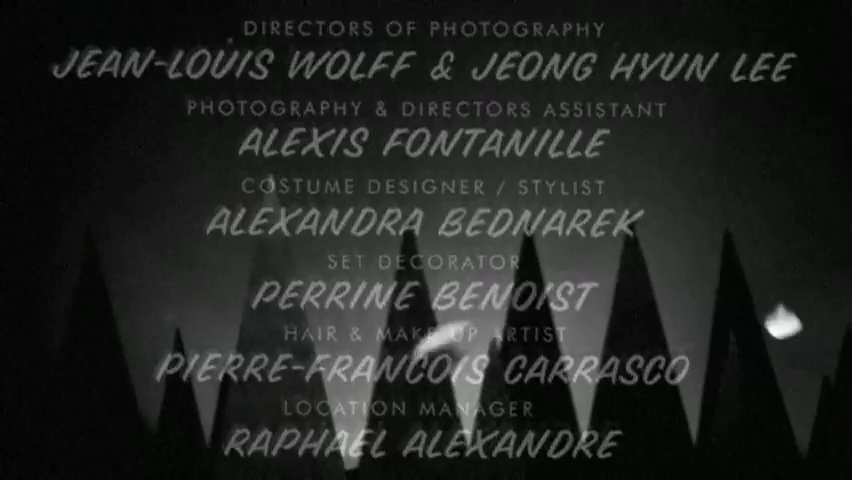 DIRECTORS OF PHOTOGRAPHY
JEAN-LOUIS WOLFF & JEONG HYUN LEE
PHOTOGRAPHY & DIRECTORS ASSISTANT
ALEXIS FONTANILLE
COSTUME DESIGNER / STYLIST
ALEXANDRA BEDNAREK
SET DECORATOR
PERRINE BENOIST
HAIR & MAKE UP ARTIST
PIERRE-FRANCOIS CARRASCO
LOCATION MANAGER
RAPHAEL ALEXANDRE